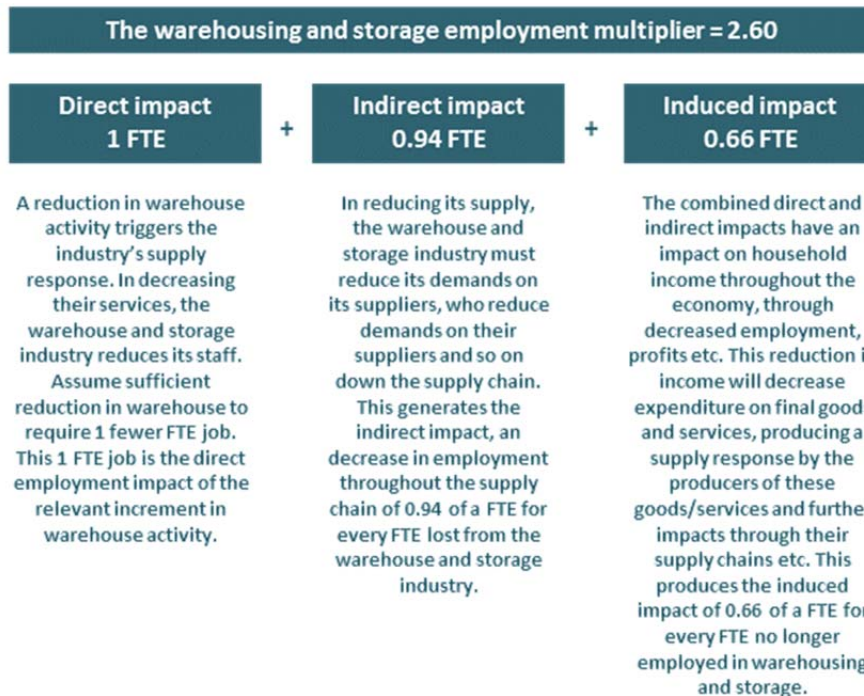 The warehousing and storage employment multiplier = 2.60
Direct impact
1 FTE
+
Indirect impact
0.94 FTE
+
Induced impact
0.66 FTE
A reduction in warehouse
activity triggers the
industry's supply
response. In decreasing
their services, the
warehouse and storage
industry reduces its staff.
Assume sufficient
reduction in warehouse to
require 1 fewer FTE job.
This 1 FTE job is the direct
employment impact of the
relevant increment in
warehouse activity.
In reducing its supply,
the warehouse and
storage industry must
reduce its demands on
its suppliers, who reduce
demands on their
suppliers and so on
down the supply chain.
This generates the
indirect impact, an
decrease in employment
throughout the supply
chain of 0.94 of a FTE for
every FTE lost from the
warehouse and storage
industry.
The combined direct and
indirect impacts have an
impact on household
income throughout the
economy, through
decreased employment,
profits etc. This reduction i
income will decrease
expenditure on final good
and services, producing a
supply response by the
producers of these
goods/services and furthe
impacts through their
supply chains etc. This
produces the induced
impact of 0.66 of a FTE for
every FTE no longer
employed in warehousing
and storage.